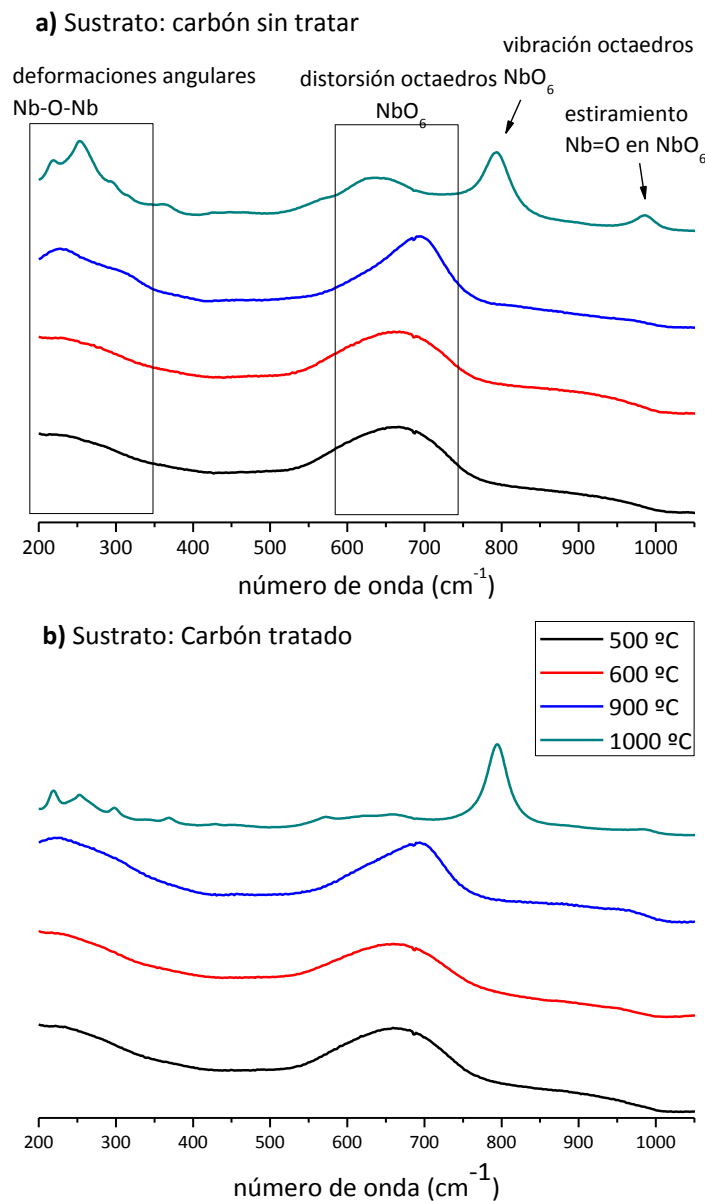 a) Sustrato: carbón sin tratar
deformaciones angulares
Nb-O-Nb
distorsión octaedros
NbO6
vibración octaedros
NbO6
estiramiento
Nb=O en NbO6
200 300 400 500 600 700 800 900 1000
número de onda (cm-1)
b) Sustrato: Carbón tratado
500 ºC
600 ºC
900 ºC
1000 ºC
200 300 400 500 600 700 800 900 1000
número de onda (cm-1)